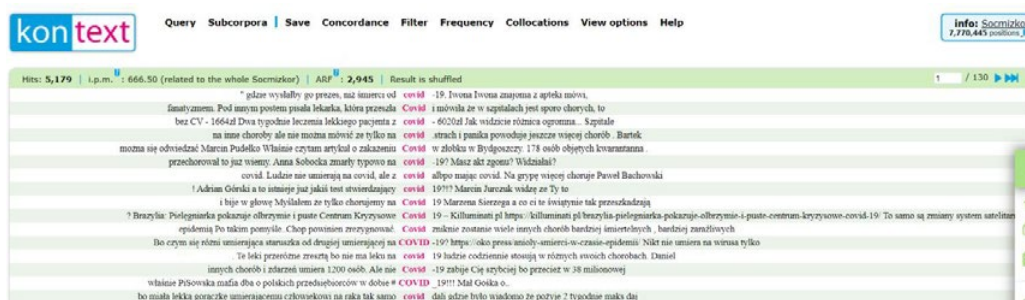 kontext
Query Subcorpora | Save Concordance Filter Frequency Collocations View options Help
info: Socmizko
7,770,445 positions
Hits: 5,179 | i.p.m. : 666.50 (related to the whole Socmizkor) | ARF : 2,945 | Result is shuffled
1 / 130
" gdzie wysłałby go prezes, niż śmierci od covid -19. Iwona Iwona znajoma z apteki mówi,
fanatyzmem. Pod innym postem pisała lekarka, która przeszła Covid i mówiła że w szpitalach jest sporo chorych, to
bez CV - 1664zł Dwa tygodnie leczenia lekkiego pacjenta z covid - 6020zł Jak widzicie różnica ogromna... Szpitale
na inne choroby ale nie można mówić ze tylko na covid .strach i panika powoduje jeszcze więcej chorób . Bartek
można się odwiedzać Marcin Pudełko Właśnie czytam artykuł o zakażeniu Covid w żłobku w Bydgoszczy. 178 osób objętych kwarantanna .
przechorował to juz wiemy. Anna Sobocka zmarły typowo na covid -19? Masz akt zgonu? Widziałaś?
covid. Ludzie nie umierają na covid, ale z covid albpo mając covid. Na grypę więcej choruje Paweł Bachowski
! Adrian Górski a to istnieje juz jakiś test stwierdzający covid 19?!? Marcin Jurczuk widzę ze Ty to
i bije w głowę Myślałem ze tylko chorujemy na Covid 19 Marzena Sierzega a co ci te świątynie tak przeszkadzają
? Brazylia: Pielęgniarka pokazuje olbrzymie i puste Centrum Kryzysowe Covid 19 – Killuminati pl https://killuminati.pl/brazylia-pielegniarka-pokazuje-olbrzymie-i-puste-centrum-kryzysowe-covid-19/ To samo są zmiany system satelitar
epidemią Po takim pomyśle. Chop powinien zrezygnować. Covid zniknie zostanie wiele innych chorób bardziej śmiertelnych , bardziej zaraźliwych
Bo czym się różni umierająca staruszka od drugiej umierającej na COVID -19? https://oko.press/anioly-smierci-w-czasie-epidemii/ Nikt nie umiera na wirusa tylko
. Te leki przeróżne zresztą bo nie ma leku na covid 19 ludzie codziennie stosują w różnych swoich chorobach. Daniel
innych chorób i zdarzeń umiera 1200 osób. Ale nie Covid -19 zabije Cię szybciej bo przecież w 38 milionowej
właśnie PiSowska mafia dba o polskich przedsiębiorców w dobie # COVID _19!!! Mał Gośka o..
bo miała lekką gorączkę umierającemu człowiekowi na raka tak samo covid dali gdzie było wiadomo że pożyje 2 tygodnie maks daj